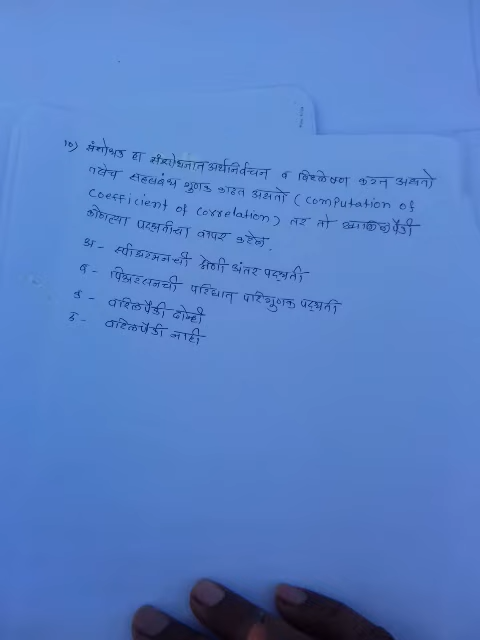 १०) संशोधक हा संशोधनात अर्थनिर्वचन व विश्लेषण करत असतो
तसेच सहसंबंध गुणक काढत असतो (computation of
coefficient of correlation) तर तो खालीलपैकी
कोणत्या पद्धतीचा वापर करेल.
अ - स्पीअरमनची श्रेणी अंतर पद्धती
ब - पिअरसनची परिघात परिगुणक पद्धती
क - वरिलपैकी दोन्ही
ड - वरिलपैकी नाही